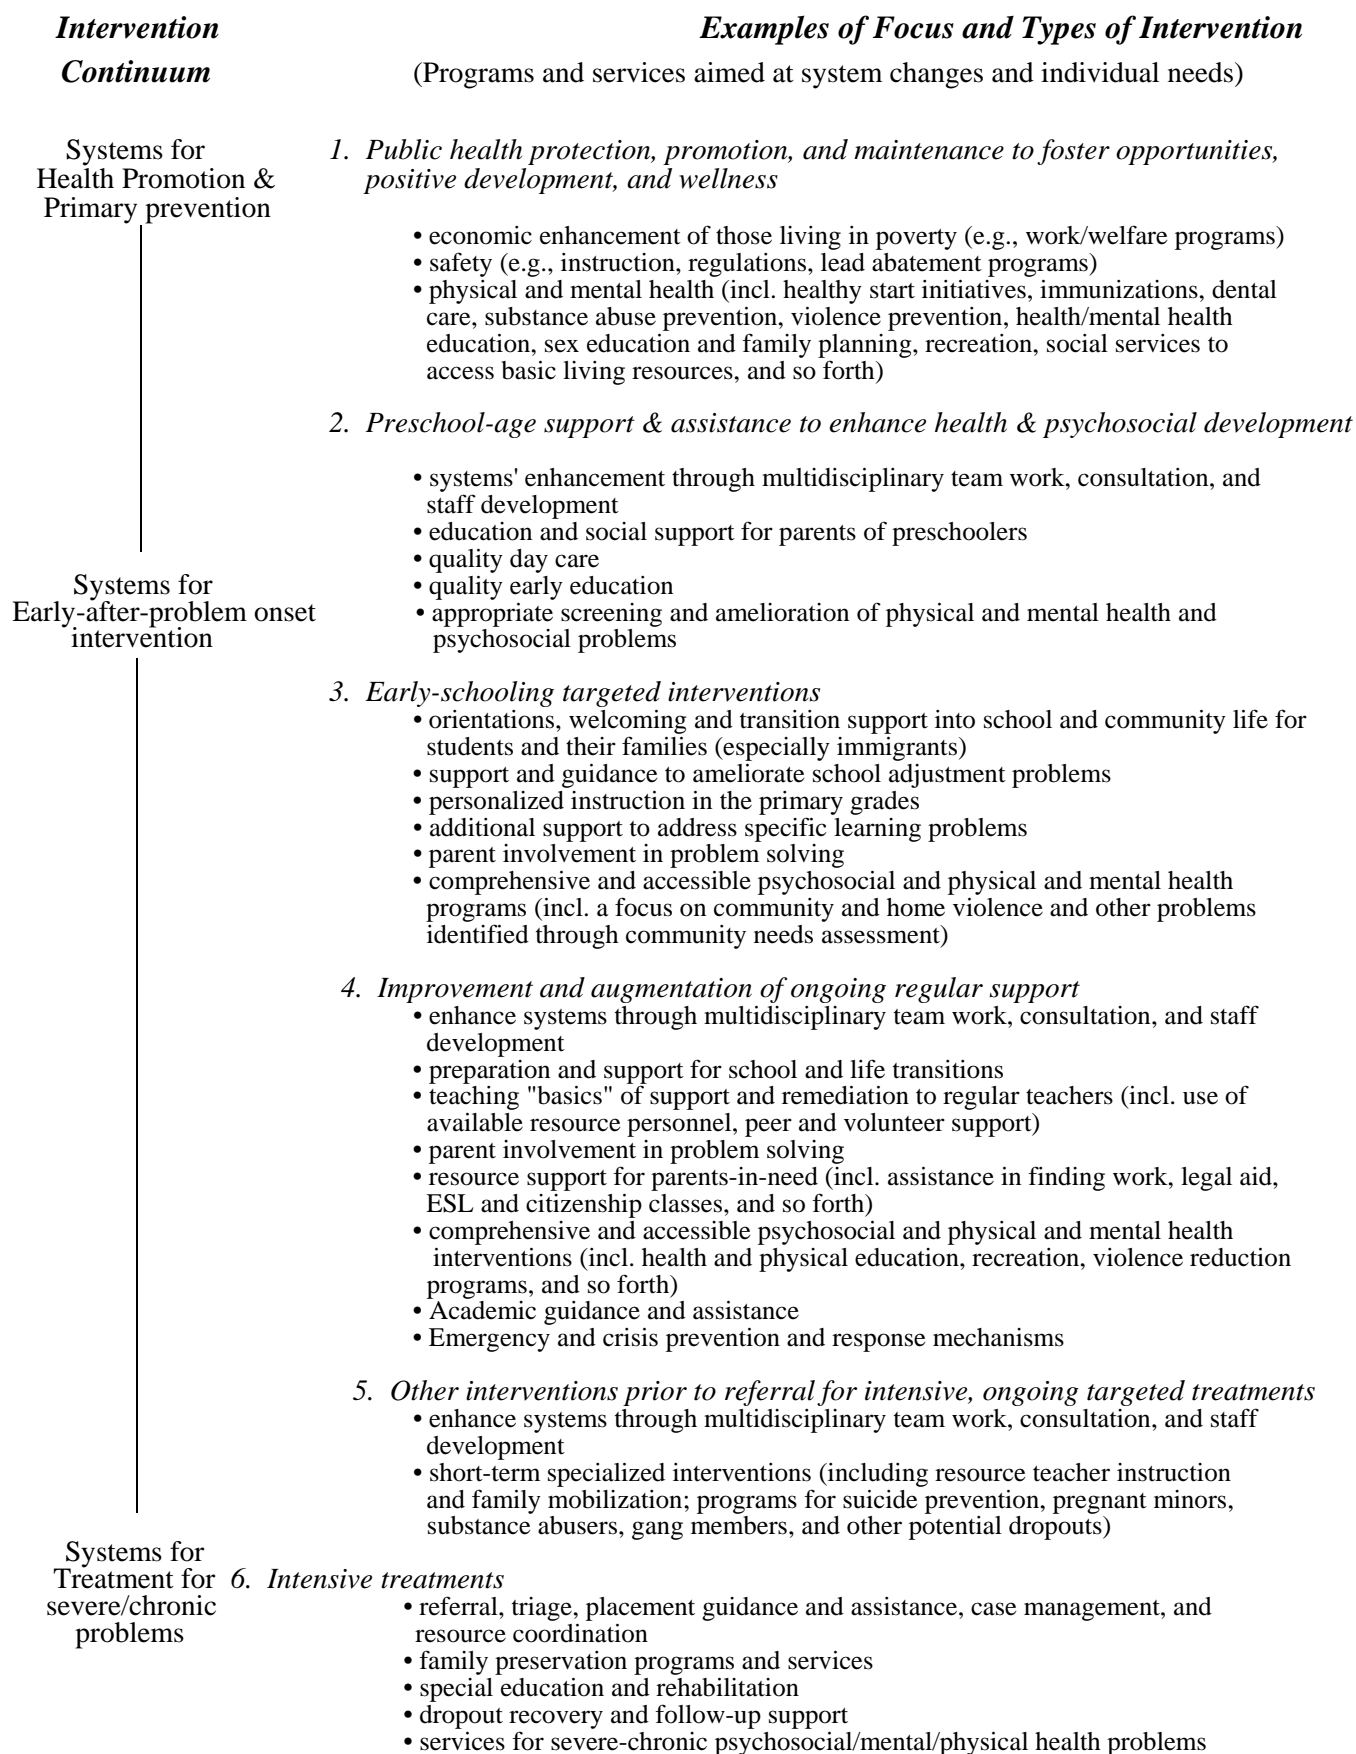 Intervention Examples of Focus and Types of Intervention
Continuum (Programs and services aimed at system changes and individual needs)
Systems for
Health Promotion &
Primary prevention
1. Public health protection, promotion, and maintenance to foster opportunities,
positive development, and wellness
• economic enhancement of those living in poverty (e.g., work/welfare programs)
• safety (e.g., instruction, regulations, lead abatement programs)
• physical and mental health (incl. healthy start initiatives, immunizations, dental
care, substance abuse prevention, violence prevention, health/mental health
education, sex education and family planning, recreation, social services to
access basic living resources, and so forth)
2. Preschool-age support & assistance to enhance health & psychosocial development
• systems' enhancement through multidisciplinary team work, consultation, and
staff development
• education and social support for parents of preschoolers
• quality day care
• quality early education
• appropriate screening and amelioration of physical and mental health and
psychosocial problems
Systems for
Early-after-problem onset
intervention
3. Early-schooling targeted interventions
• orientations, welcoming and transition support into school and community life for
students and their families (especially immigrants)
• support and guidance to ameliorate school adjustment problems
• personalized instruction in the primary grades
• additional support to address specific learning problems
• parent involvement in problem solving
• comprehensive and accessible psychosocial and physical and mental health
programs (incl. a focus on community and home violence and other problems
identified through community needs assessment)
4. Improvement and augmentation of ongoing regular support
• enhance systems through multidisciplinary team work, consultation, and staff
development
• preparation and support for school and life transitions
• teaching "basics" of support and remediation to regular teachers (incl. use of
available resource personnel, peer and volunteer support)
• parent involvement in problem solving
• resource support for parents-in-need (incl. assistance in finding work, legal aid,
ESL and citizenship classes, and so forth)
• comprehensive and accessible psychosocial and physical and mental health
interventions (incl. health and physical education, recreation, violence reduction
programs, and so forth)
• Academic guidance and assistance
• Emergency and crisis prevention and response mechanisms
5. Other interventions prior to referral for intensive, ongoing targeted treatments
• enhance systems through multidisciplinary team work, consultation, and staff
development
• short-term specialized interventions (including resource teacher instruction
and family mobilization; programs for suicide prevention, pregnant minors,
substance abusers, gang members, and other potential dropouts)
Systems for
Treatment for
severe/chronic
problems
6. Intensive treatments
• referral, triage, placement guidance and assistance, case management, and
resource coordination
• family preservation programs and services
• special education and rehabilitation
• dropout recovery and follow-up support
• services for severe-chronic psychosocial/mental/physical health problems